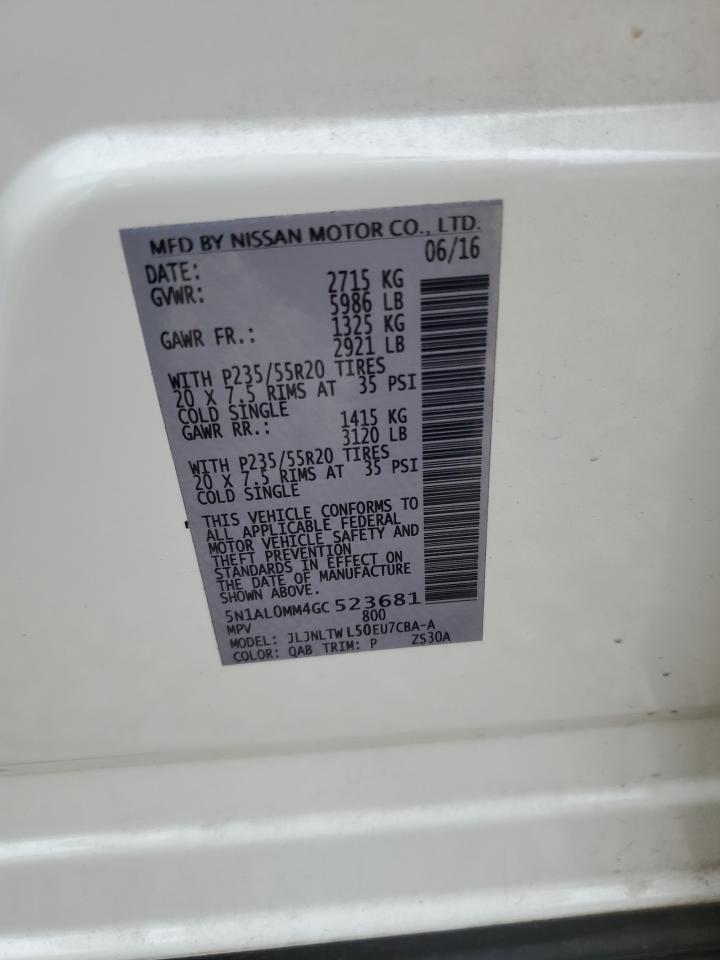 MFD BY NISSAN MOTOR CO., LTD.
DATE: 06/16
GVWR: 2715 KG
5986 LB
GAWR FR.: 1325 KG
2921 LB
WITH P235/55R20 TIRES
20 X 7.5 RIMS AT 35 PSI
COLD SINGLE
GAWR RR.: 1415 KG
3120 LB
WITH P235/55R20 TIRES
20 X 7.5 RIMS AT 35 PSI
COLD SINGLE
THIS VEHICLE CONFORMS TO
ALL APPLICABLE FEDERAL
MOTOR VEHICLE SAFETY AND
THEFT PREVENTION
STANDARDS IN EFFECT ON
THE DATE OF MANUFACTURE
SHOWN ABOVE.
5N1AL0MM4GC 523681
MPV 800
MODEL: JLJNLTW L50EU7CBA-A
COLOR: QAB TRIM: P ZS30A